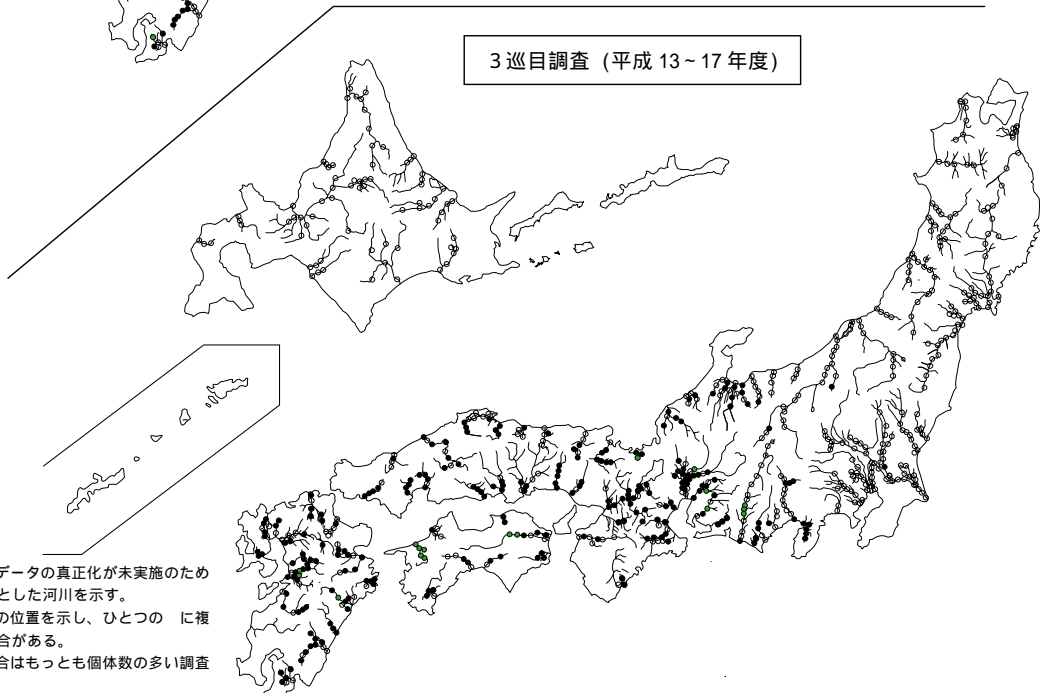 3巡目調査 (平成 13~17 年度)
データの真正化が未実施のため
とした河川を示す。
の位置を示し、ひとつの　に複
合がある。
合はもっとも個体数の多い調査